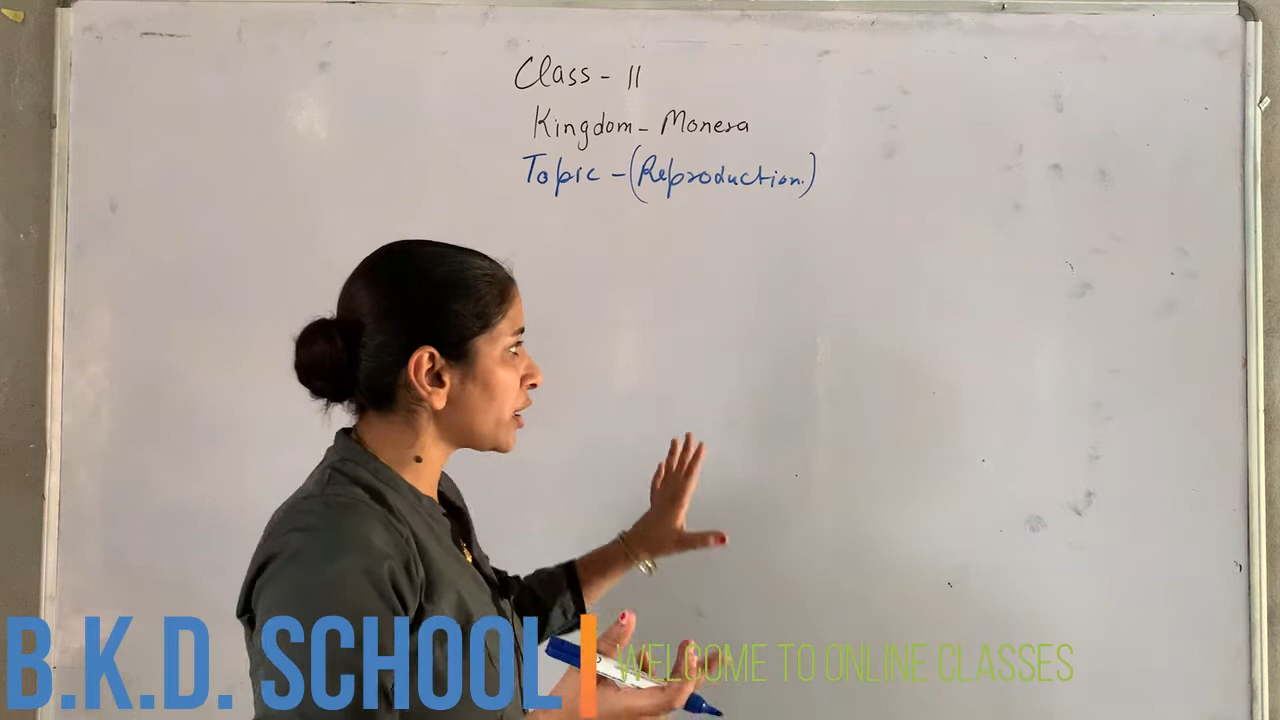 Class - 11
Kingdom - Monera
Topic - (Reproduction.)
B.K.D. SCHOOL
WELCOME TO ONLINE CLASSES